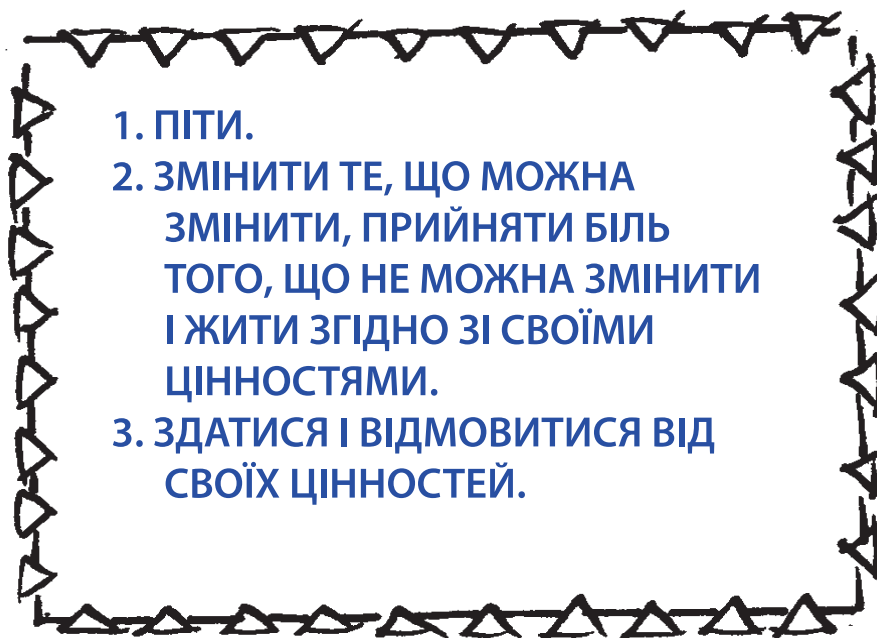 1. ПІТИ.
2. ЗМІНИТИ ТЕ, ЩО МОЖНА
ЗМІНИТИ, ПРИЙНЯТИ БІЛЬ
ТОГО, ЩО НЕ МОЖНА ЗМІНИТИ
І ЖИТИ ЗГІДНО ЗІ СВОЇМИ
ЦІННОСТЯМИ.
3. ЗДАТИСЯ І ВІДМОВИТИСЯ ВІД
СВОЇХ ЦІННОСТЕЙ.